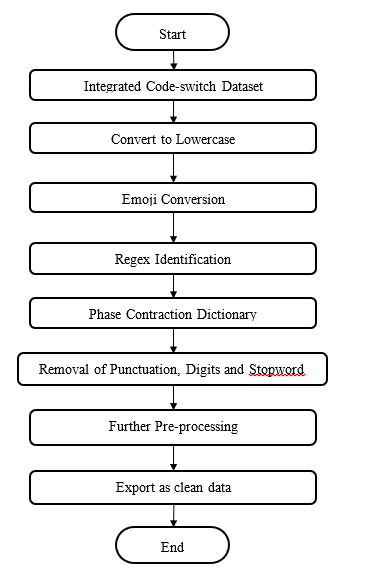 Start
Integrated Code-switch Dataset
Convert to Lowercase
Emoji Conversion
Regex Identification
Phase Contraction Dictionary
Removal of Punctuation, Digits and Stopword
Further Pre-processing
Export as clean data
End